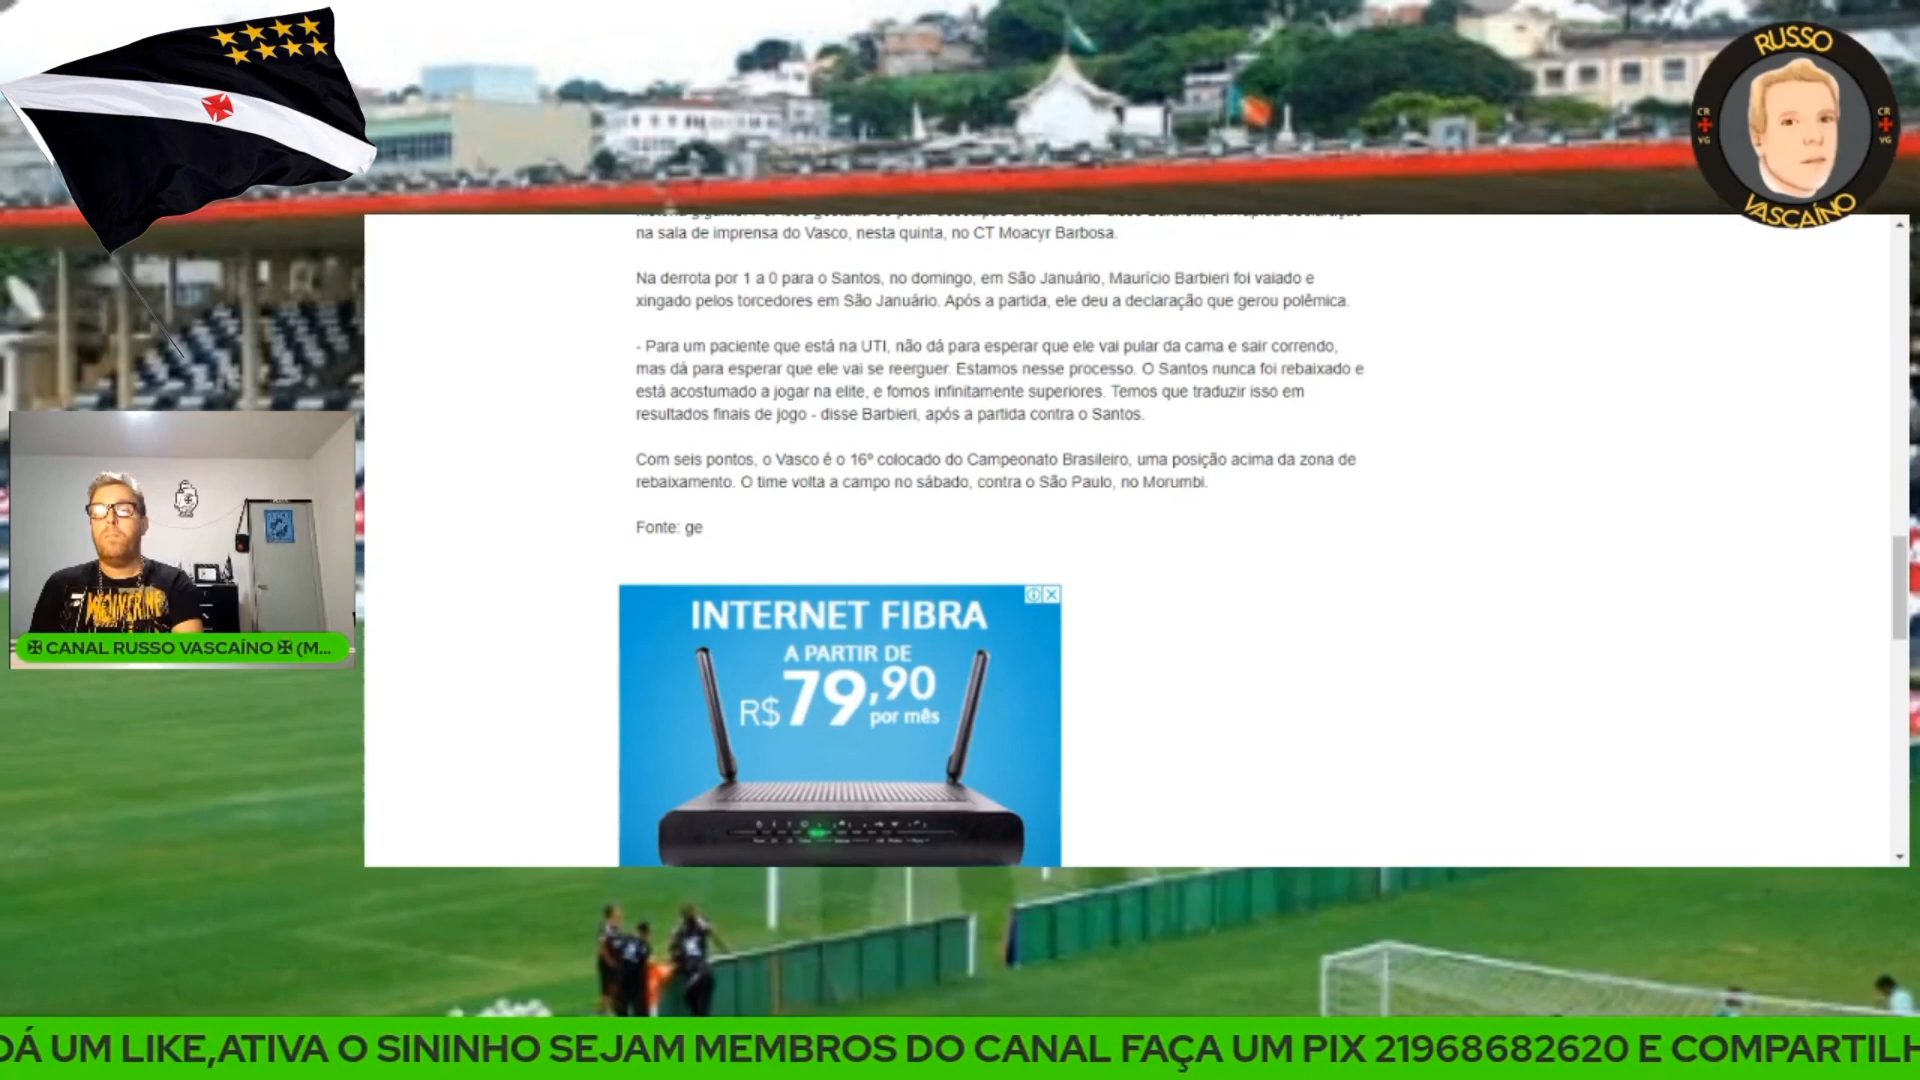 RUSSO
CR
VG
CR
VG
VASCAÍNO
na sala de imprensa do Vasco, nesta quinta, no CT Moacyr Barbosa.
Na derrota por 1 a 0 para o Santos, no domingo, em São Januário, Maurício Barbieri foi vaiado e
xingado pelos torcedores em São Januário. Após a partida, ele deu a declaração que gerou polêmica.
- Para um paciente que está na UTI, não dá para esperar que ele vai pular da cama e sair correndo,
mas dá para esperar que ele vai se reerguer. Estamos nesse processo. O Santos nunca foi rebaixado e
está acostumado a jogar na elite, e fomos infinitamente superiores. Temos que traduzir isso em
resultados finais de jogo - disse Barbieri, após a partida contra o Santos.
Com seis pontos, o Vasco é o 16º colocado do Campeonato Brasileiro, uma posição acima da zona de
rebaixamento. O time volta a campo no sábado, contra o São Paulo, no Morumbi.
Fonte: ge
INTERNET FIBRA
A PARTIR DE
R$ 79,90
por mês
WOLVERINE
✠ CANAL RUSSO VASCAÍNO ✠ (M...
DÁ UM LIKE,ATIVA O SININHO SEJAM MEMBROS DO CANAL FAÇA UM PIX 21968682620 E COMPARTILH